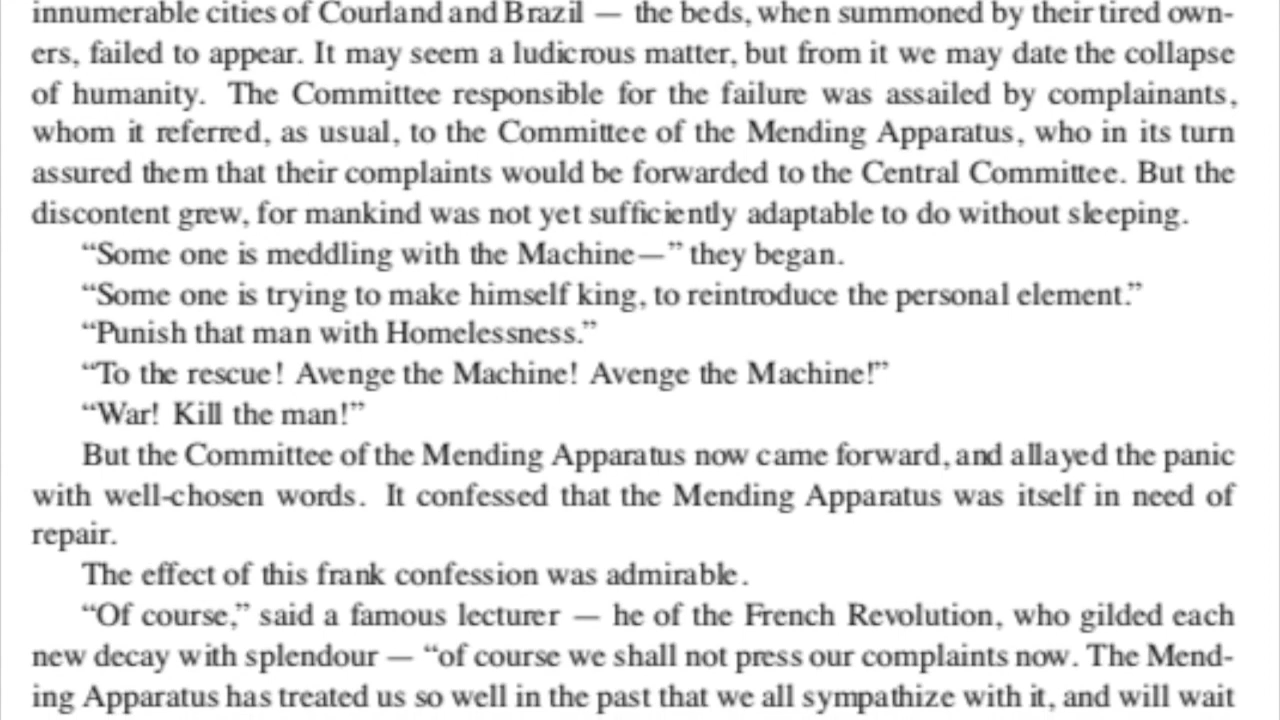 innumerable cities of Courland and Brazil — the beds, when summoned by their tired own-
ers, failed to appear. It may seem a ludicrous matter, but from it we may date the collapse
of humanity. The Committee responsible for the failure was assailed by complainants,
whom it referred, as usual, to the Committee of the Mending Apparatus, who in its turn
assured them that their complaints would be forwarded to the Central Committee. But the
discontent grew, for mankind was not yet sufficiently adaptable to do without sleeping.
“Some one is meddling with the Machine—” they began.
“Some one is trying to make himself king, to reintroduce the personal element.”
“Punish that man with Homelessness.”
“To the rescue! Avenge the Machine! Avenge the Machine!”
“War! Kill the man!”
But the Committee of the Mending Apparatus now came forward, and allayed the panic
with well-chosen words. It confessed that the Mending Apparatus was itself in need of
repair.
The effect of this frank confession was admirable.
“Of course,” said a famous lecturer — he of the French Revolution, who gilded each
new decay with splendour — “of course we shall not press our complaints now. The Mend-
ing Apparatus has treated us so well in the past that we all sympathize with it, and will wait